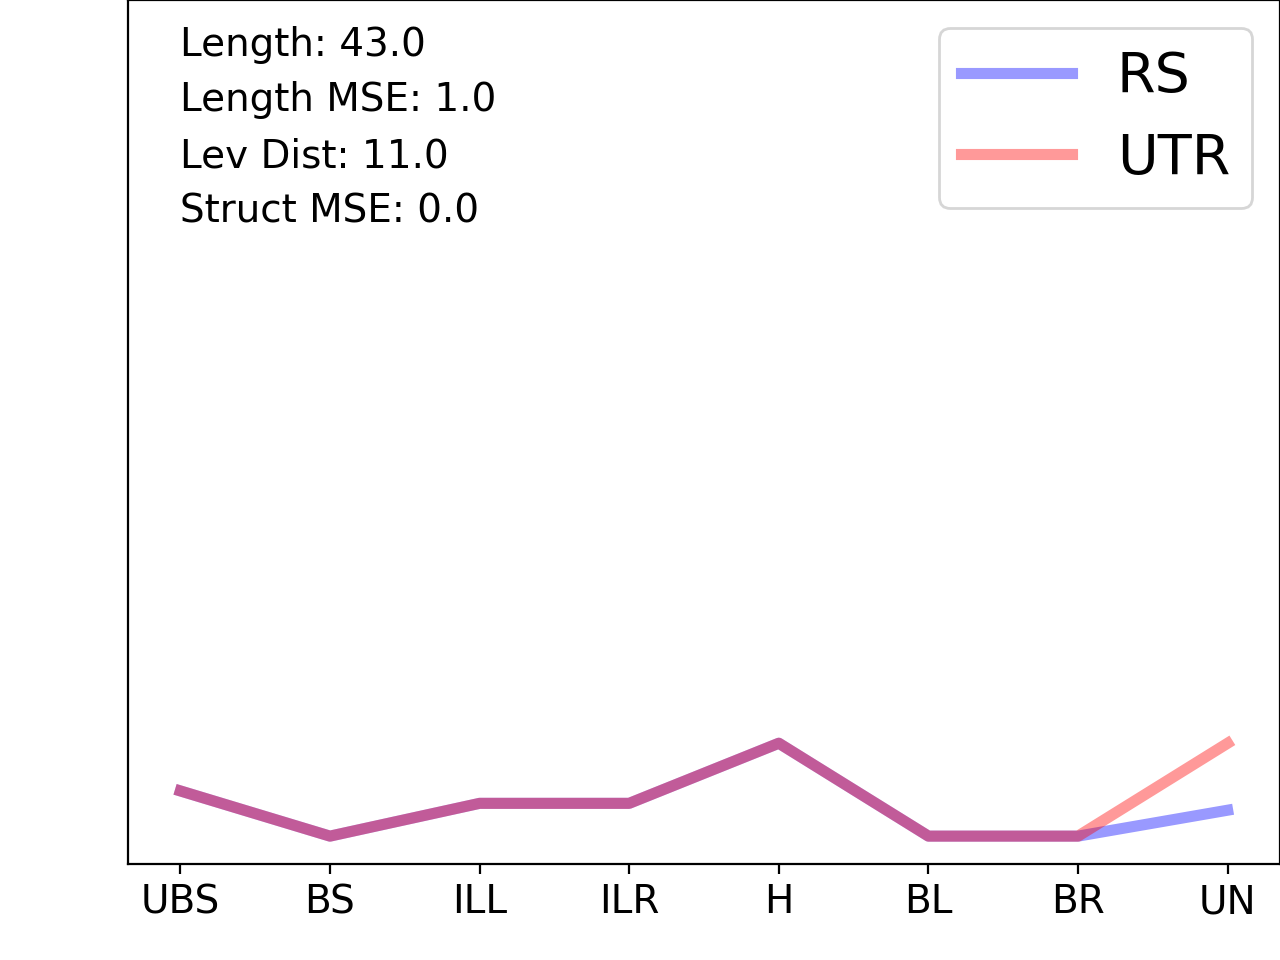 Length: 43.0
Length MSE: 1.0
Lev Dist: 11.0
Struct MSE: 0.0
RS
UTR
UBS BS ILL ILR H BL BR UN